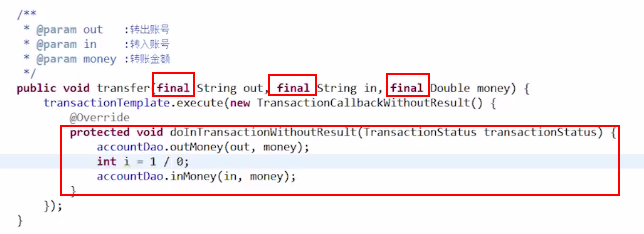 /**
 * @param out   :转出账号
 * @param in    :转入账号
 * @param money :转账金额
 */
public void transfer(final String out, final String in, final Double money) {
    transactionTemplate.execute(new TransactionCallbackWithoutResult() {
        @Override
        protected void doInTransactionWithoutResult(TransactionStatus transactionStatus) {
            accountDao.outMoney(out, money);
            int i = 1 / 0;
            accountDao.inMoney(in, money);
        }
    });
}